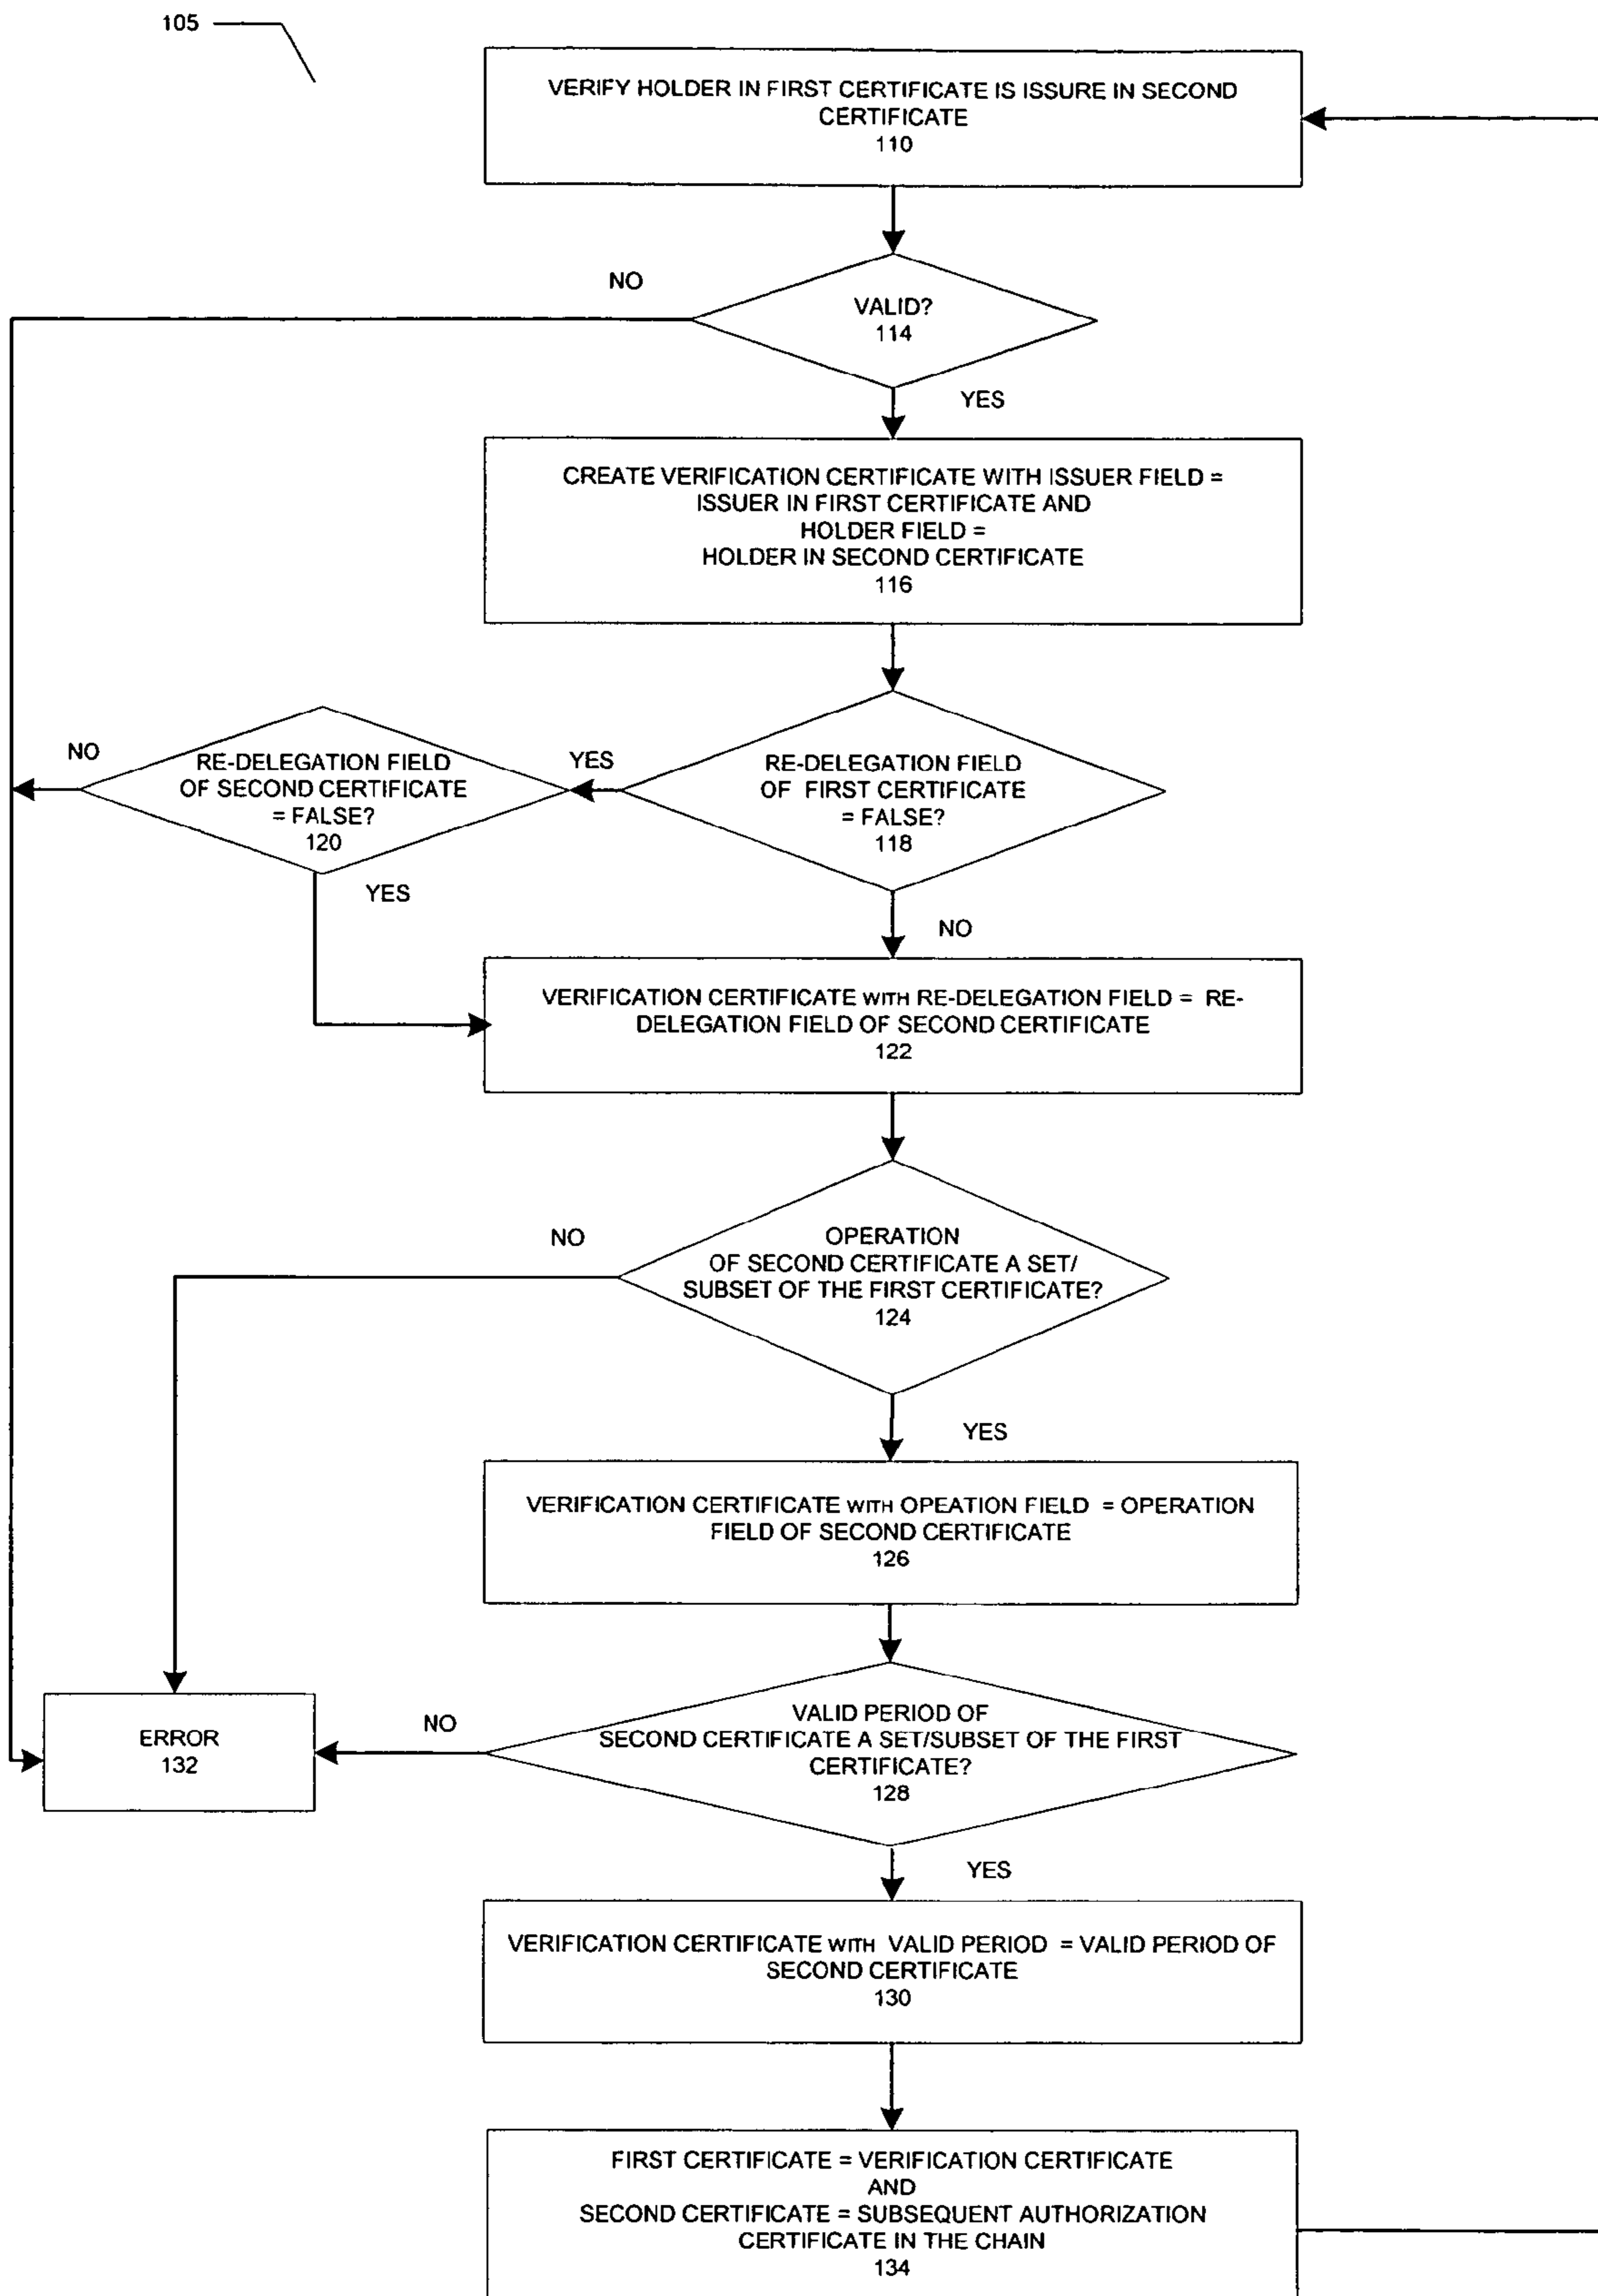 105
VERIFY HOLDER IN FIRST CERTIFICATE IS ISSURE IN SECOND
CERTIFICATE
110
NO
VALID?
114
YES
CREATE VERIFICATION CERTIFICATE WITH ISSUER FIELD =
ISSUER IN FIRST CERTIFICATE AND
HOLDER FIELD =
HOLDER IN SECOND CERTIFICATE
116
NO
RE-DELEGATION FIELD
OF SECOND CERTIFICATE
= FALSE?
120
YES
RE-DELEGATION FIELD
OF FIRST CERTIFICATE
= FALSE?
118
YES
NO
VERIFICATION CERTIFICATE WITH RE-DELEGATION FIELD = RE-
DELEGATION FIELD OF SECOND CERTIFICATE
122
NO
OPERATION
OF SECOND CERTIFICATE A SET/
SUBSET OF THE FIRST CERTIFICATE?
124
YES
VERIFICATION CERTIFICATE WITH OPEATION FIELD = OPERATION
FIELD OF SECOND CERTIFICATE
126
ERROR
132
NO
VALID PERIOD OF
SECOND CERTIFICATE A SET/SUBSET OF THE FIRST
CERTIFICATE?
128
YES
VERIFICATION CERTIFICATE WITH VALID PERIOD = VALID PERIOD OF
SECOND CERTIFICATE
130
FIRST CERTIFICATE = VERIFICATION CERTIFICATE
AND
SECOND CERTIFICATE = SUBSEQUENT AUTHORIZATION
CERTIFICATE IN THE CHAIN
134